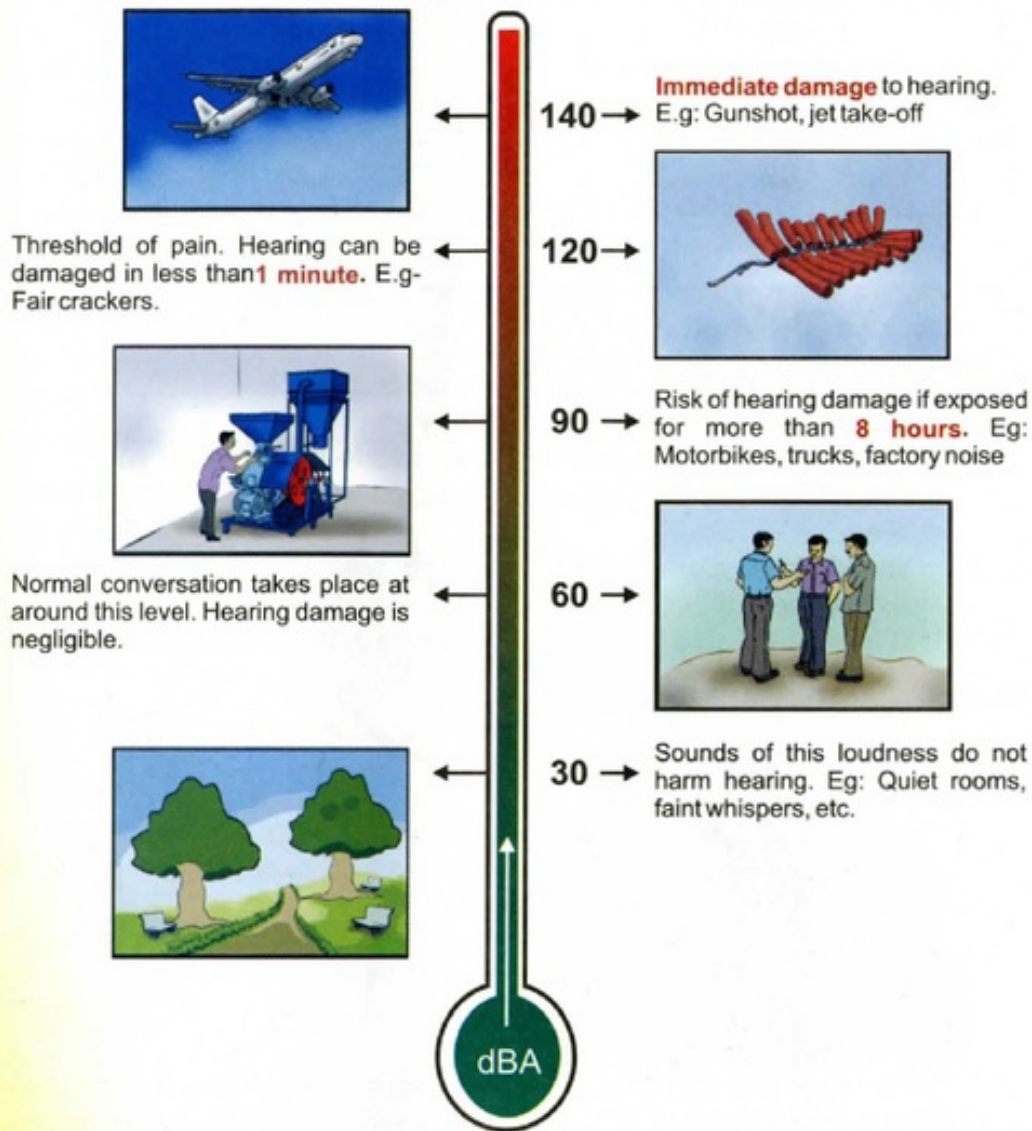 140
Immediate damage to hearing.
E.g: Gunshot, jet take-off
Threshold of pain. Hearing can be
damaged in less than 1 minute. E.g-
Fair crackers.
120
90
Risk of hearing damage if exposed
for more than 8 hours. Eg:
Motorbikes, trucks, factory noise
Normal conversation takes place at
around this level. Hearing damage is
negligible.
60
30
Sounds of this loudness do not
harm hearing. Eg: Quiet rooms,
faint whispers, etc.
dBA